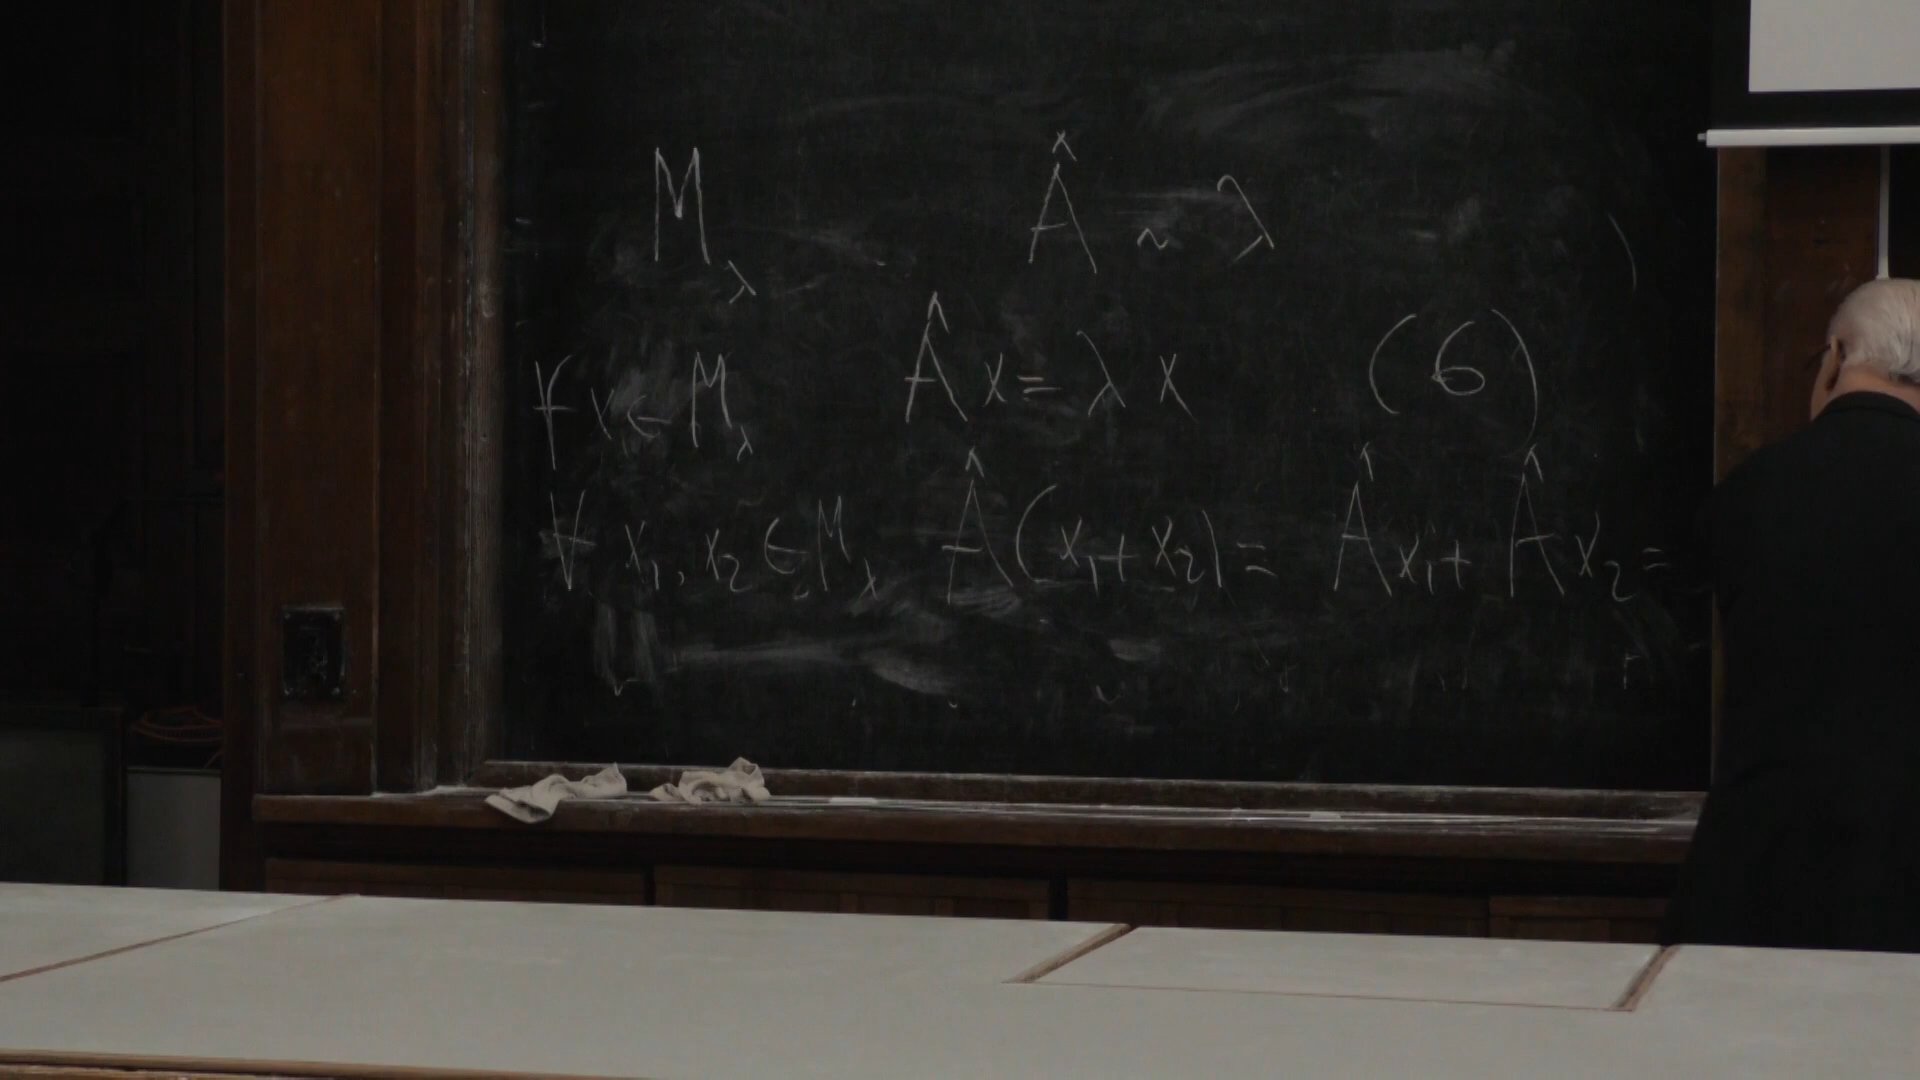 M_λ Â ~ λ
∀x∈M_λ Âx=λx (6)
∀ x₁, x₂ ∈ M_λ Â(x₁+x₂)= Âx₁+Âx₂=